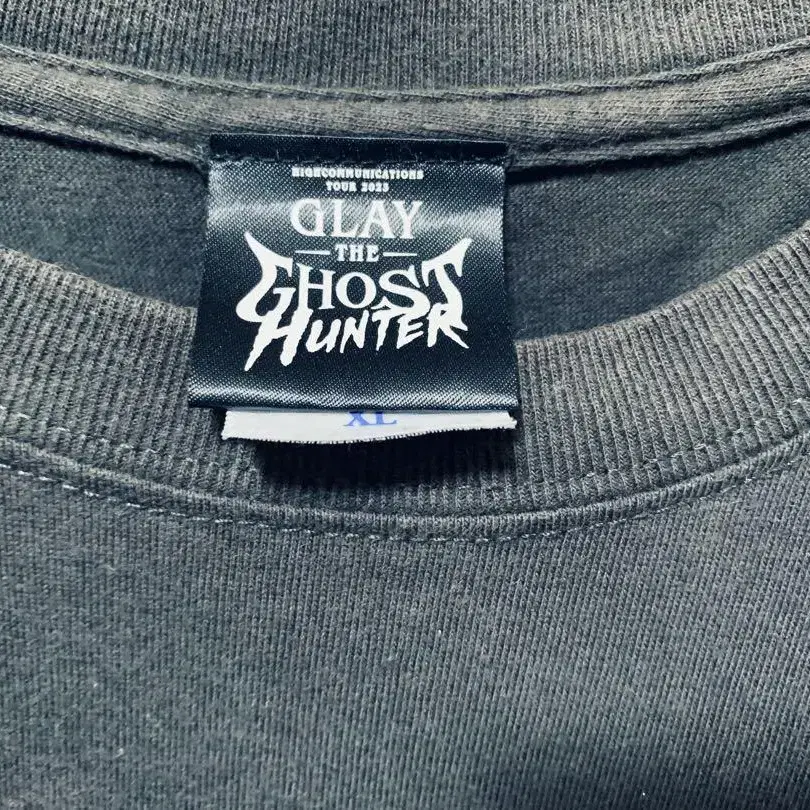 HIGHCOMMUNICATIONS
TOUR 2023
GLAY
THE
GHOST
HUNTER
XL